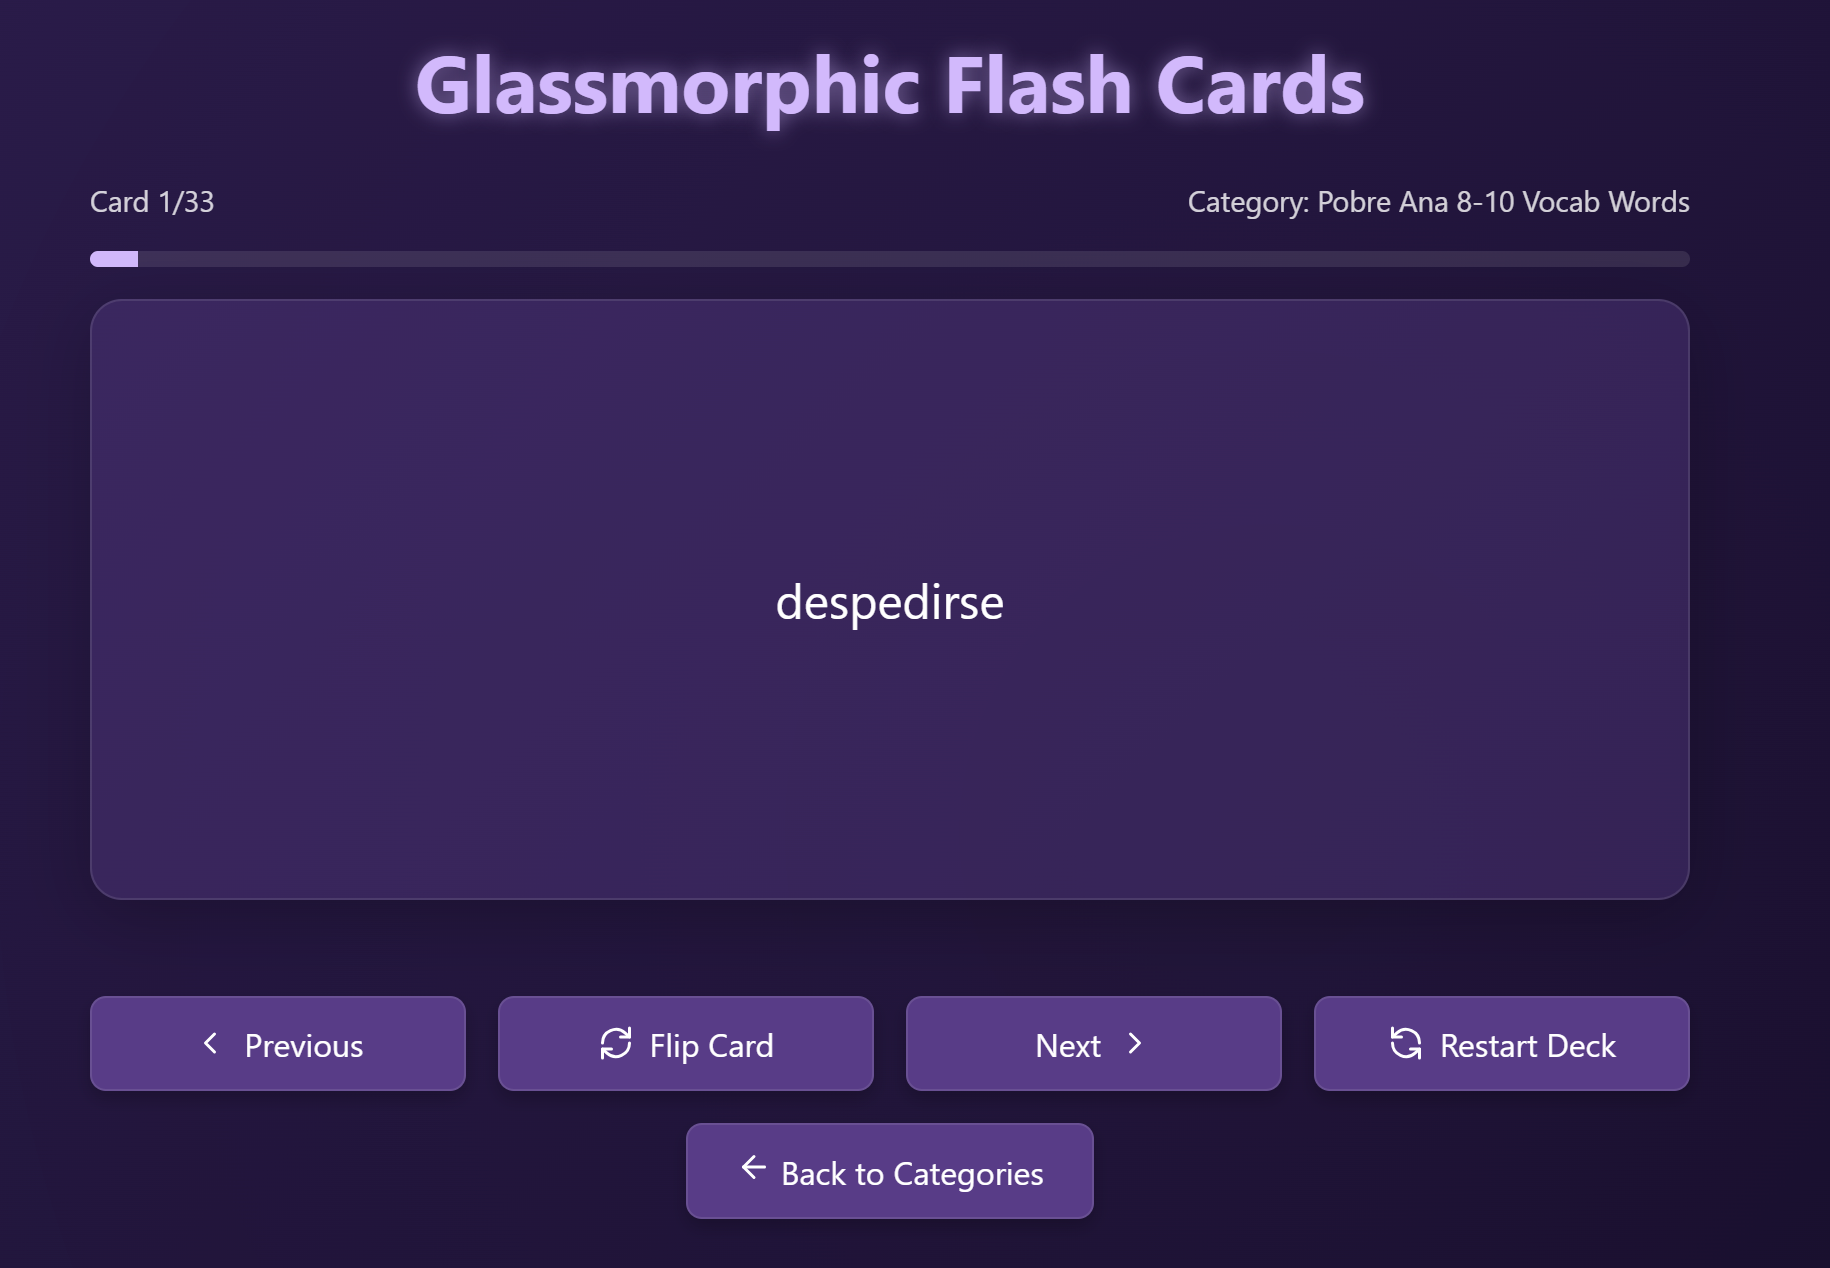 Glassmorphic Flash Cards
Card 1/33
Category: Pobre Ana 8-10 Vocab Words
despedirse
Previous
Flip Card
Next
Restart Deck
Back to Categories